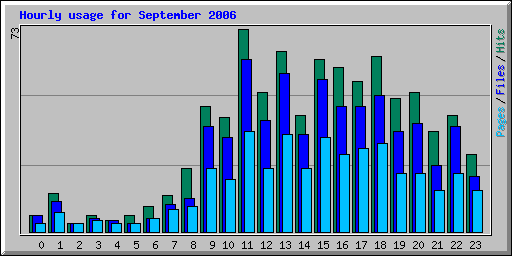 Hourly usage for September 2006
73
Pages / Files / Hits
0 1 2 3 4 5 6 7 8 9 10 11 12 13 14 15 16 17 18 19 20 21 22 23